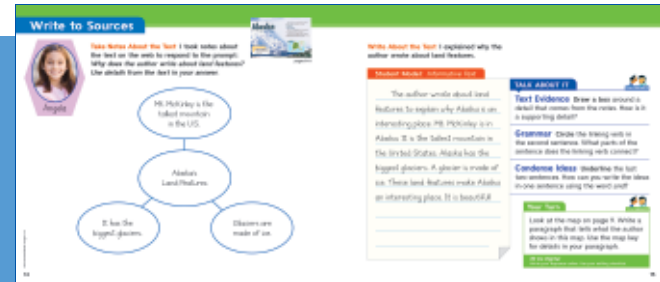 Write to Sources
Take Notes About the Text I took notes about
the text on the web to respond to the prompt:
Why does the author write about land features?
Use details from the text in your answer.
Alaska
Angela
Mt. McKinley is the
tallest mountain
in the U.S.
Alaska's
Land Features
It has the
biggest glaciers.
Glaciers are
made of ice.
Write About the Text I explained why the
author wrote about land features.
Student Model: Informative Text
The author wrote about land
features to explain why Alaska is an
interesting place. Mt. McKinley is in
Alaska. It is the tallest mountain in
the United States. Alaska has the
biggest glaciers. A glacier is made of
ice. These land features make Alaska
an interesting place. It is beautiful!
TALK ABOUT IT
Text Evidence Draw a box around a
detail that comes from the notes. How is it
a supporting detail?
Grammar Circle the linking verb in
the second sentence. What parts of the
sentence does the linking verb connect?
Condense Ideas Underline the last
two sentences. How can you write the ideas
in one sentence using the word and?
Your Turn
Look at the map on page 9. Write a
paragraph that tells what the author
shows in this map. Use the map key
for details in your paragraph.